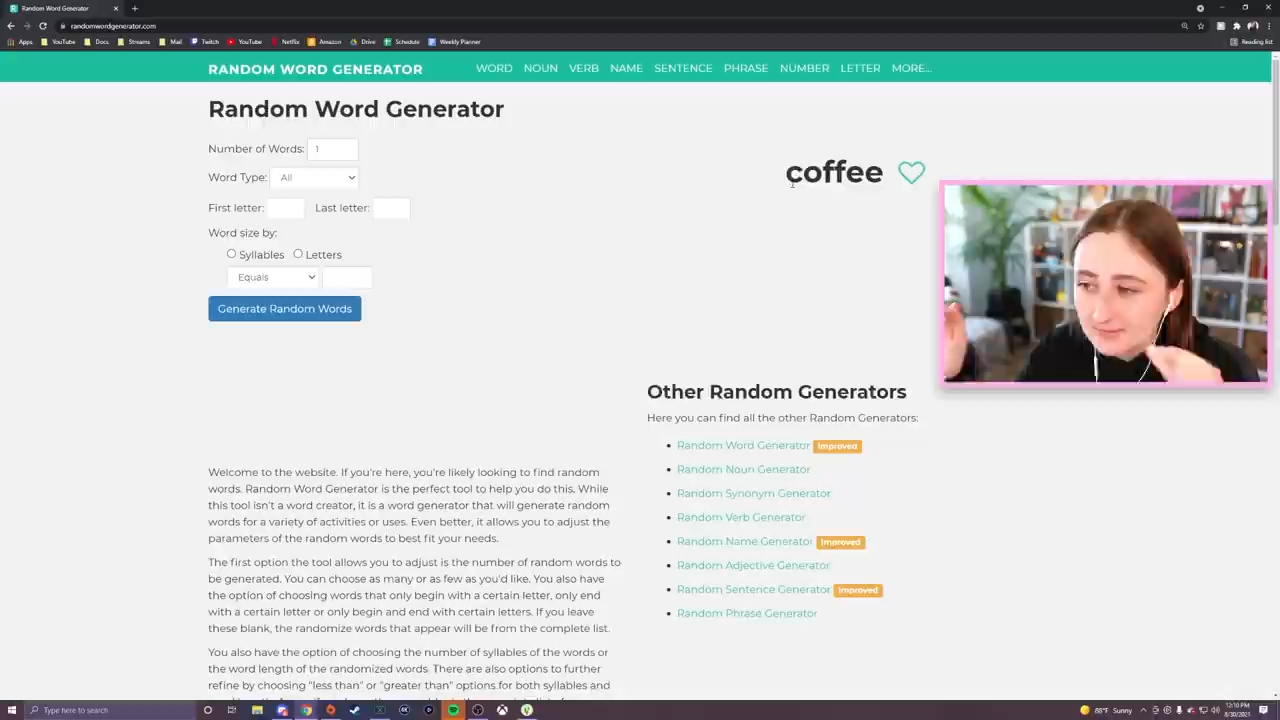 Random Word Generator
randomwordgenerator.com
Apps YouTube Docs Streams Mail Twitch YouTube Netflix Amazon Drive Schedule Weekly Planner Reading list
RANDOM WORD GENERATOR WORD NOUN VERB NAME SENTENCE PHRASE NUMBER LETTER MORE...
Random Word Generator
Number of Words: 1
coffee
Word Type: All
First letter: Last letter:
Word size by:
Syllables Letters
Equals
Generate Random Words
Other Random Generators
Here you can find all the other Random Generators:
Random Word Generator Improved
Random Noun Generator
Random Synonym Generator
Random Verb Generator
Random Name Generator Improved
Random Adjective Generator
Random Sentence Generator Improved
Random Phrase Generator
Welcome to the website. If you're here, you're likely looking to find random
words. Random Word Generator is the perfect tool to help you do this. While
this tool isn't a word creator, it is a word generator that will generate random
words for a variety of activities or uses. Even better, it allows you to adjust the
parameters of the random words to best fit your needs.
The first option the tool allows you to adjust is the number of random words to
be generated. You can choose as many or as few as you'd like. You also have
the option of choosing words that only begin with a certain letter, only end
with a certain letter or only begin and end with certain letters. If you leave
these blank, the randomize words that appear will be from the complete list.
You also have the option of choosing the number of syllables of the words or
the word length of the randomized words. There are also options to further
refine by choosing "less than" or "greater than" options for both syllables and
Type here to search
88°F Sunny
12:10 PM
8/30/2021